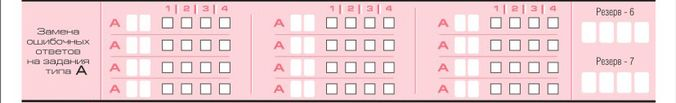 1 | 2 | 3 | 4 1 | 2 | 3 | 4 1 | 2 | 3 | 4
Резерв - 6
Замена
ошибочных
ответов
на задания
типа А
А А А
А А А
А А А
А А А
Резерв - 7